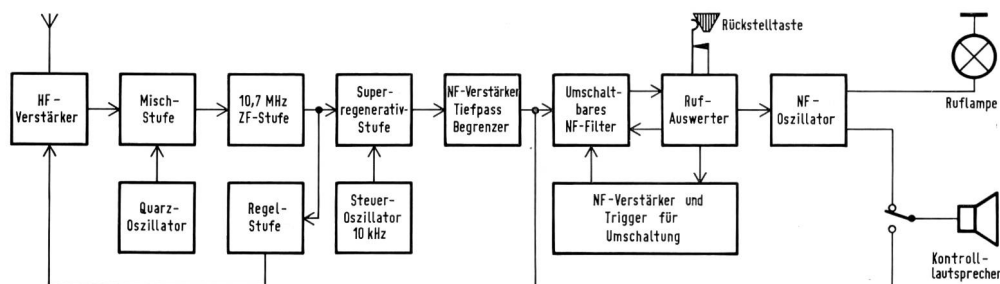 Rückstelltaste
HF-
Verstärker
Misch-
Stufe
10,7 MHz
ZF-Stufe
Super-
regenerativ-
Stufe
NF-Verstärker
Tiefpass
Begrenzer
Umschalt-
bares
NF-Filter
Ruf-
Auswerter
NF-
Oszillator
Ruflampe
Quarz-
Oszillator
Regel-
Stufe
Steuer-
Oszillator
10 kHz
NF-Verstärker und
Trigger für
Umschaltung
Kontroll-
lautsprecher